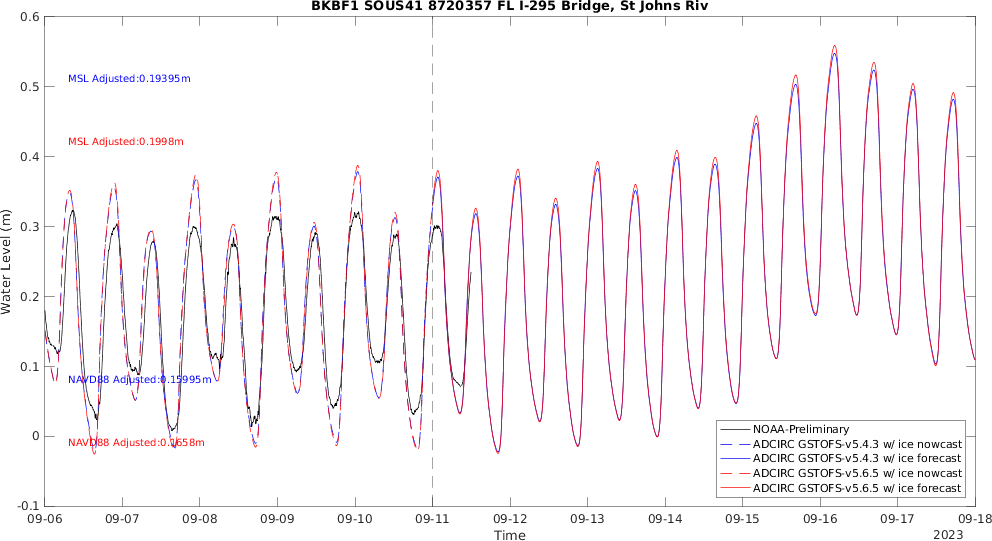 BKBF1 SOUS41 8720357 FL I-295 Bridge, St Johns Riv
0.6
0.5
0.4
0.3
0.2
0.1
0
-0.1
Water Level (m)
MSL Adjusted:0.19395m
MSL Adjusted:0.1998m
NAVD88 Adjusted:0.15995m
NAVD88 Adjusted:0.1658m
NOAA-Preliminary
ADCIRC GSTOFS-v5.4.3 w/ ice nowcast
ADCIRC GSTOFS-v5.4.3 w/ ice forecast
ADCIRC GSTOFS-v5.6.5 w/ ice nowcast
ADCIRC GSTOFS-v5.6.5 w/ ice forecast
09-06 09-07 09-08 09-09 09-10 09-11 09-12 09-13 09-14 09-15 09-16 09-17 09-18
Time
2023